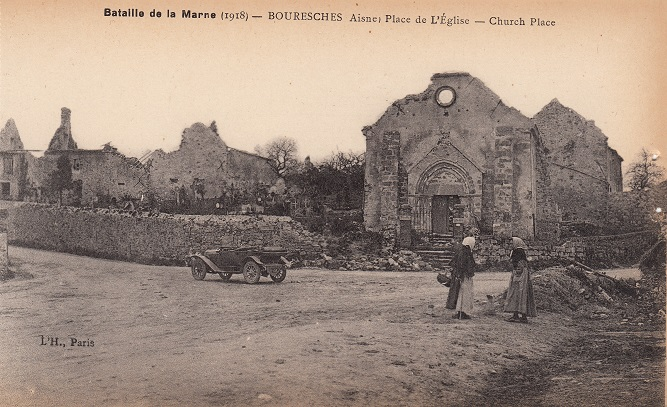 Bataille de la Marne (1918) — BOURESCHES Aisne; Place de L'Église — Church Place
L'H., Paris